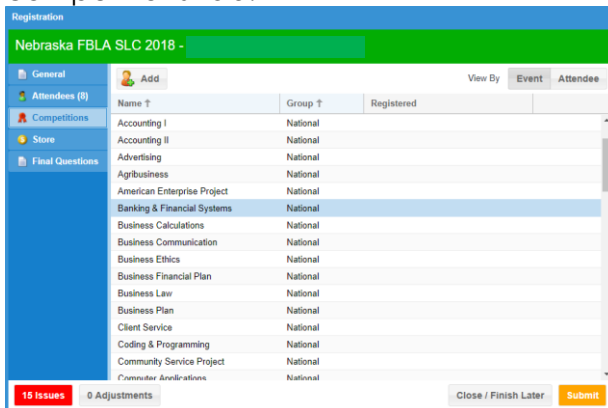 Registration
Nebraska FBLA SLC 2018 -
General
Attendees (8)
Competitions
Store
Final Questions
Add
View By Event Attendee
Name ↑ Group ↑ Registered
Accounting I National
Accounting II National
Advertising National
Agribusiness National
American Enterprise Project National
Banking & Financial Systems National
Business Calculations National
Business Communication National
Business Ethics National
Business Financial Plan National
Business Law National
Business Plan National
Client Service National
Coding & Programming National
Community Service Project National
Computer Applications National
15 Issues 0 Adjustments Close / Finish Later Submit